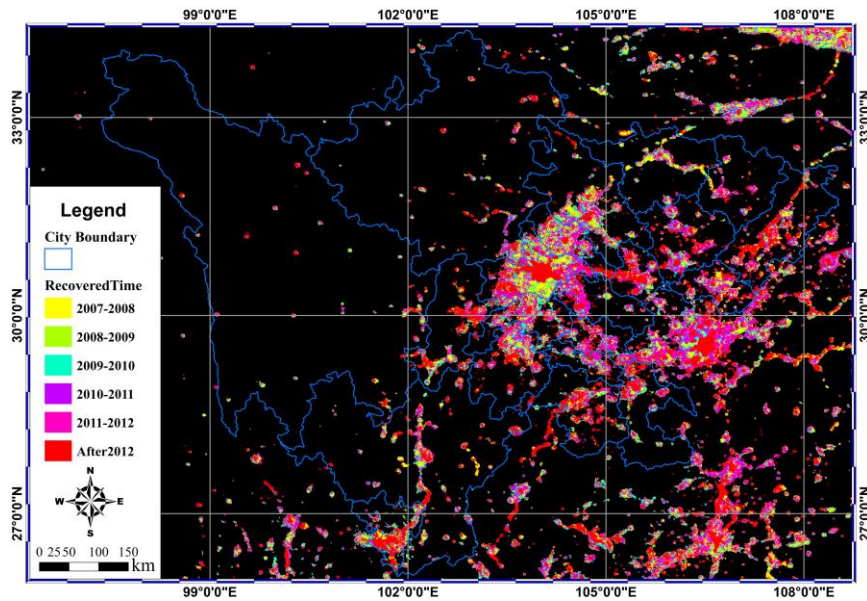 99°0'0"E 102°0'0"E 105°0'0"E 108°0'0"E
33°0'0"N 33°0'0"N
Legend
City Boundary
RecoveredTime
30°0'0"N 30°0'0"N
2007-2008
2008-2009
2009-2010
2010-2011
2011-2012
After2012
N
W E
S
27°0'0"N 27°0'0"N
0 25 50 100 150 km
99°0'0"E 102°0'0"E 105°0'0"E 108°0'0"E